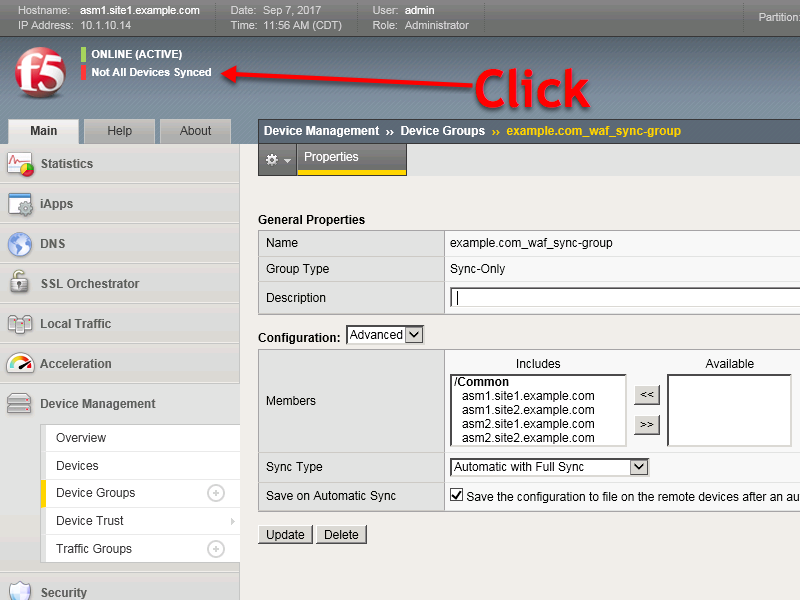 Hostname: asm1.site1.example.com Date: Sep 7, 2017 User: admin
IP Address: 10.1.10.14 Time: 11:56 AM (CDT) Role: Administrator
Partition:
f5
ONLINE (ACTIVE)
Not All Devices Synced
Click
Main Help About
Device Management ›› Device Groups ›› example.com_waf_sync-group
Properties
Statistics
iApps
DNS
SSL Orchestrator
Local Traffic
Acceleration
Device Management
Overview
Devices
Device Groups
Device Trust
Traffic Groups
Security
General Properties
Name example.com_waf_sync-group
Group Type Sync-Only
Description
Configuration: Advanced
Includes Available
Members
/Common
asm1.site1.example.com
asm1.site2.example.com
asm2.site1.example.com
asm2.site2.example.com
<<
>>
Sync Type Automatic with Full Sync
Save on Automatic Sync Save the configuration to file on the remote devices after an au
Update Delete